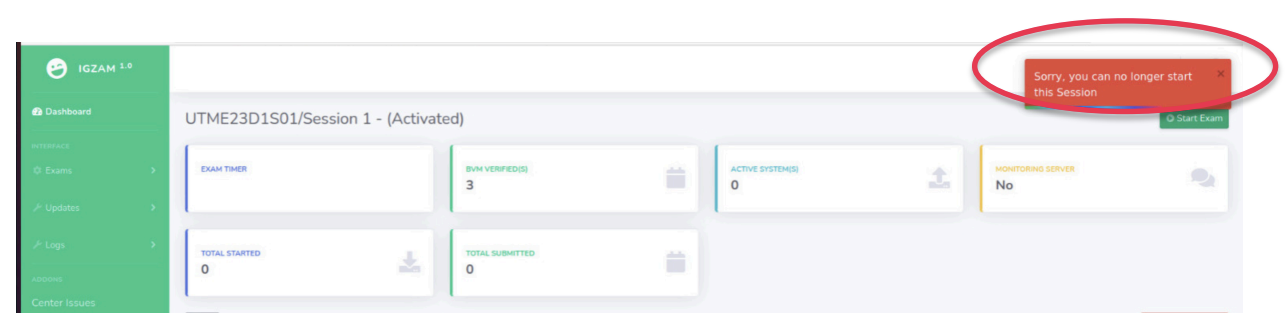 IGZAM 1.0
Sorry, you can no longer start ×
this Session
Dashboard
UTME23D1S01/Session 1 - (Activated)
Start Exam
INTERFACE
Exams
Updates
Logs
ADDONS
Center Issues
EXAM TIMER
BVM VERIFIED(S)
3
ACTIVE SYSTEM(S)
0
MONITORING SERVER
No
TOTAL STARTED
0
TOTAL SUBMITTED
0